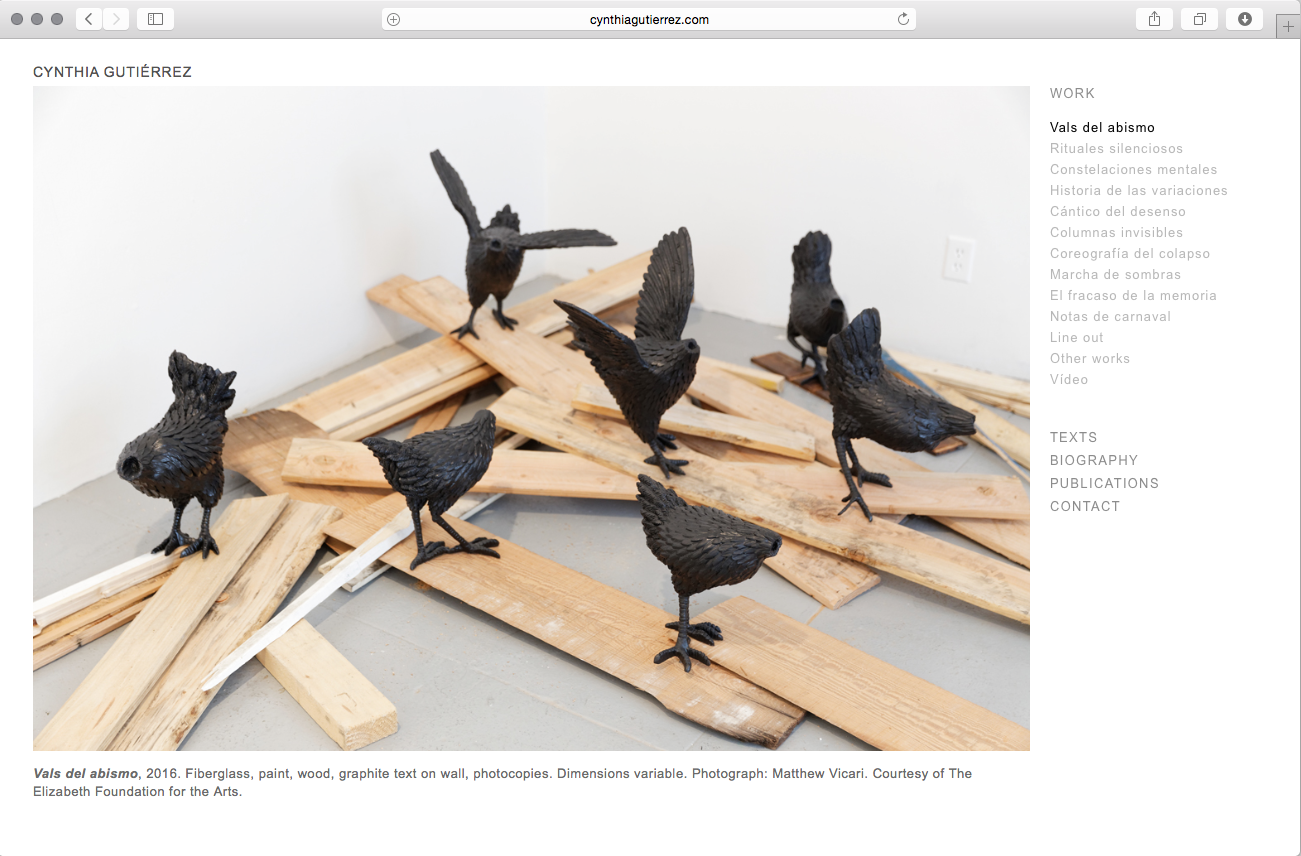 cynthiagutierrez.com
CYNTHIA GUTIÉRREZ
WORK
Vals del abismo
Rituales silenciosos
Constelaciones mentales
Historia de las variaciones
Cántico del desenso
Columnas invisibles
Coreografía del colapso
Marcha de sombras
El fracaso de la memoria
Notas de carnaval
Line out
Other works
Video
TEXTS
BIOGRAPHY
PUBLICATIONS
CONTACT
Vals del abismo, 2016. Fiberglass, paint, wood, graphite text on wall, photocopies. Dimensions variable. Photograph: Matthew Vicari. Courtesy of The
Elizabeth Foundation for the Arts.